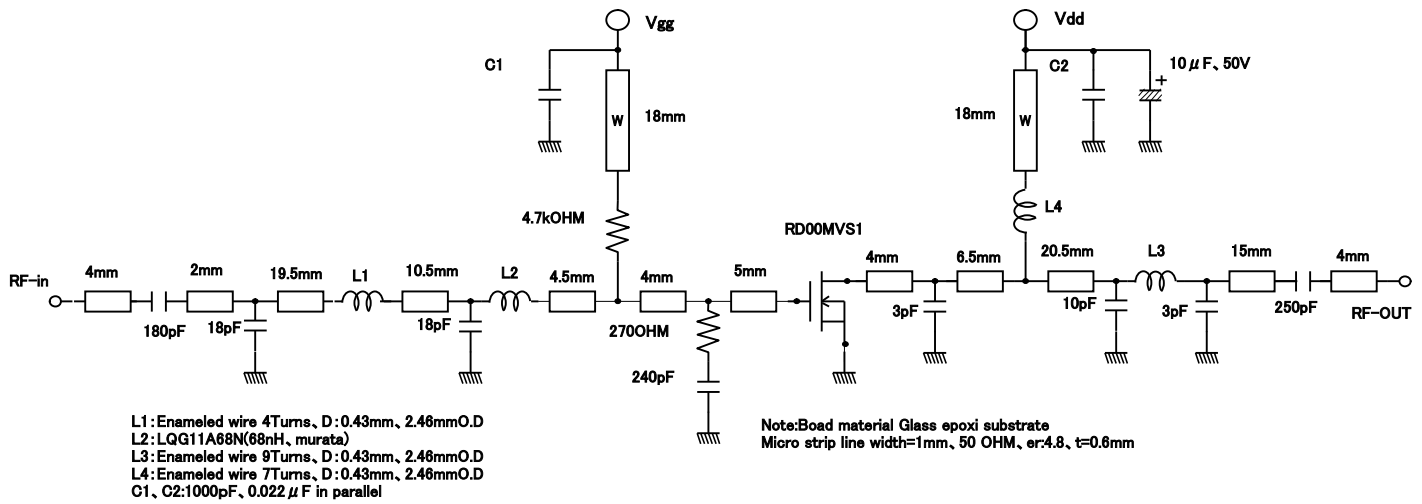 Vgg
Vdd
C1
C2
10μF、50V
+
W
18mm
18mm
W
4.7kOHM
L4
RD00MVS1
RF-in
4mm
2mm
19.5mm
L1
10.5mm
L2
4.5mm
4mm
5mm
4mm
6.5mm
20.5mm
L3
15mm
4mm
180pF
18pF
18pF
270OHM
3pF
10pF
3pF
250pF
RF-OUT
240pF
L1:Enameled wire 4Turns、D:0.43mm、2.46mmO.D
L2:LQG11A68N(68nH、murata)
L3:Enameled wire 9Turns、D:0.43mm、2.46mmO.D
L4:Enameled wire 7Turns、D:0.43mm、2.46mmO.D
C1、C2:1000pF、0.022μF in parallel
Note:Boad material Glass epoxi substrate
Micro strip line width=1mm、50 OHM、er:4.8、t=0.6mm